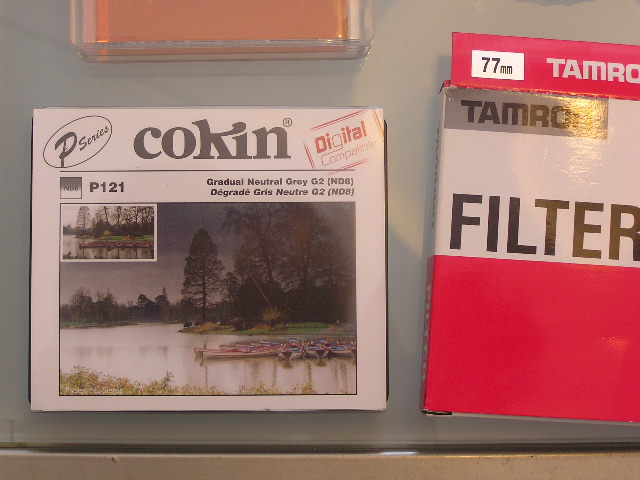 P Series
cokin®
Digital
Compatible
ND8 P121
Gradual Neutral Grey G2 (ND8)
Dégradé Gris Neutre G2 (ND8)
77mm TAMRO
TAMRO
FILTER